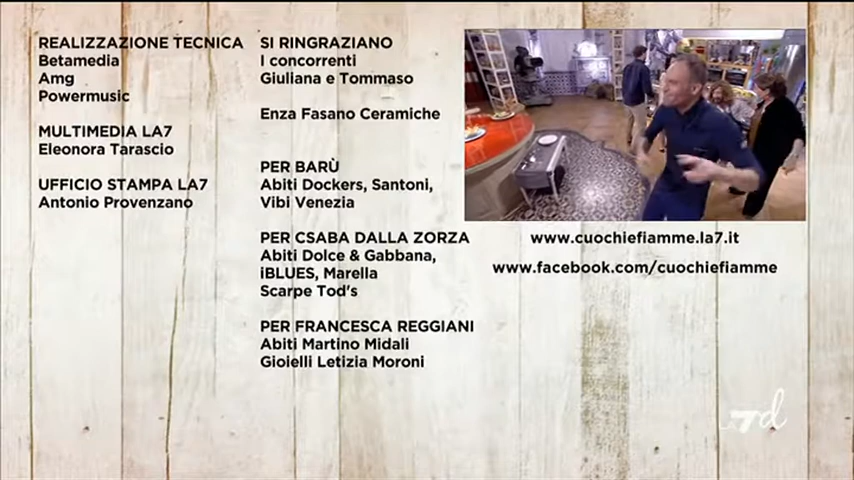 REALIZZAZIONE TECNICA
Betamedia
Amg
Powermusic
MULTIMEDIA LA7
Eleonora Tarascio
UFFICIO STAMPA LA7
Antonio Provenzano
SI RINGRAZIANO
I concorrenti
Giuliana e Tommaso
Enza Fasano Ceramiche
PER BARÙ
Abiti Dockers, Santoni,
Vibi Venezia
PER CSABA DALLA ZORZA
Abiti Dolce & Gabbana,
iBLUES, Marella
Scarpe Tod's
PER FRANCESCA REGGIANI
Abiti Martino Midali
Gioielli Letizia Moroni
www.cuochiefiamme.la7.it
www.facebook.com/cuochiefiamme
La7d